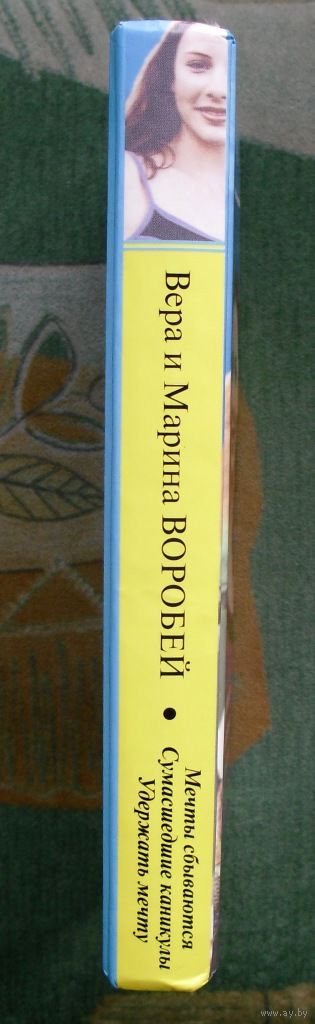 Вера и Марина ВОРОБЕЙ •
Мечты сбываются
Сумасшедшие каникулы
Удержать мечту
www.ay.by